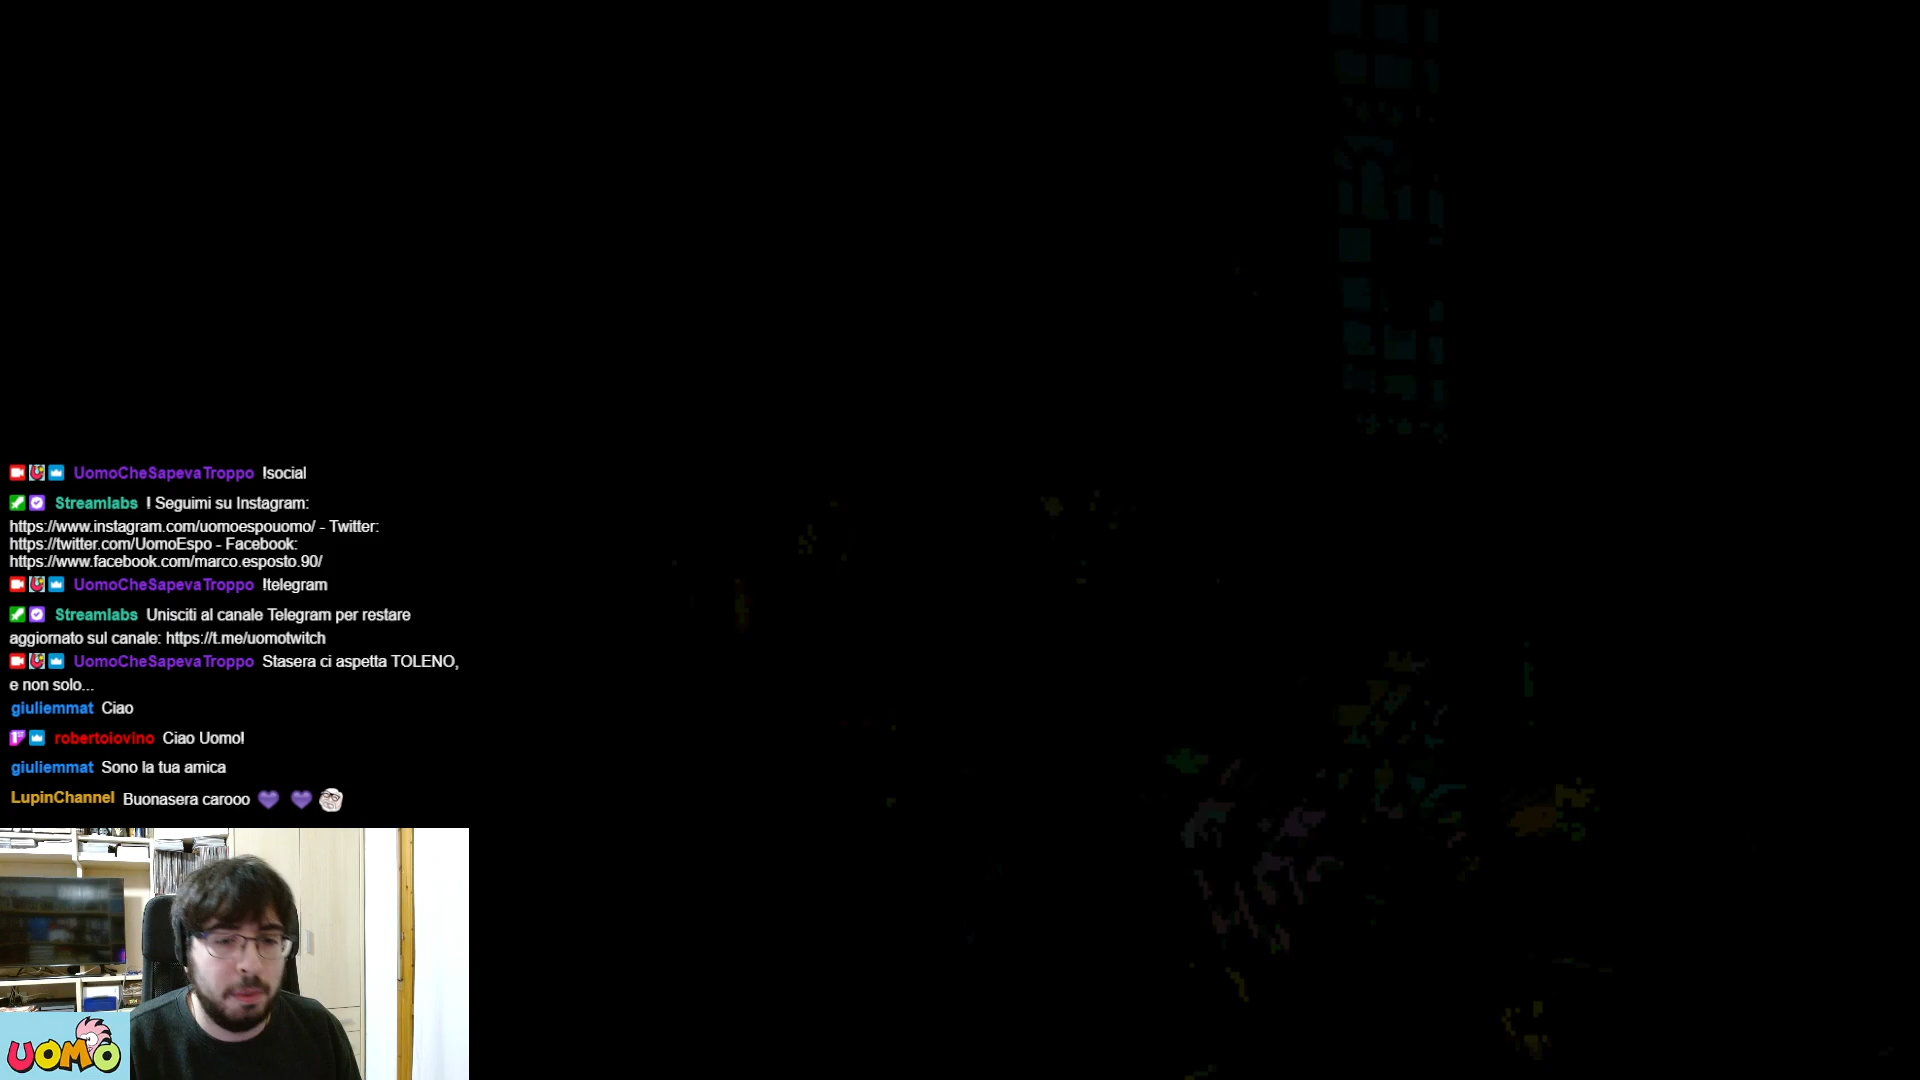 UomoCheSapevaTroppo !social
Streamlabs ! Seguimi su Instagram:
https://www.instagram.com/uomoespouomo/ - Twitter:
https://twitter.com/UomoEspo - Facebook:
https://www.facebook.com/marco.esposto.90/
UomoCheSapevaTroppo !telegram
Streamlabs Unisciti al canale Telegram per restare
aggiornato sul canale: https://t.me/uomotwitch
UomoCheSapevaTroppo Stasera ci aspetta TOLENO,
e non solo...
giuliemmat Ciao
robertoiovino Ciao Uomo!
giuliemmat Sono la tua amica
LupinChannel Buonasera carooo
UOMO